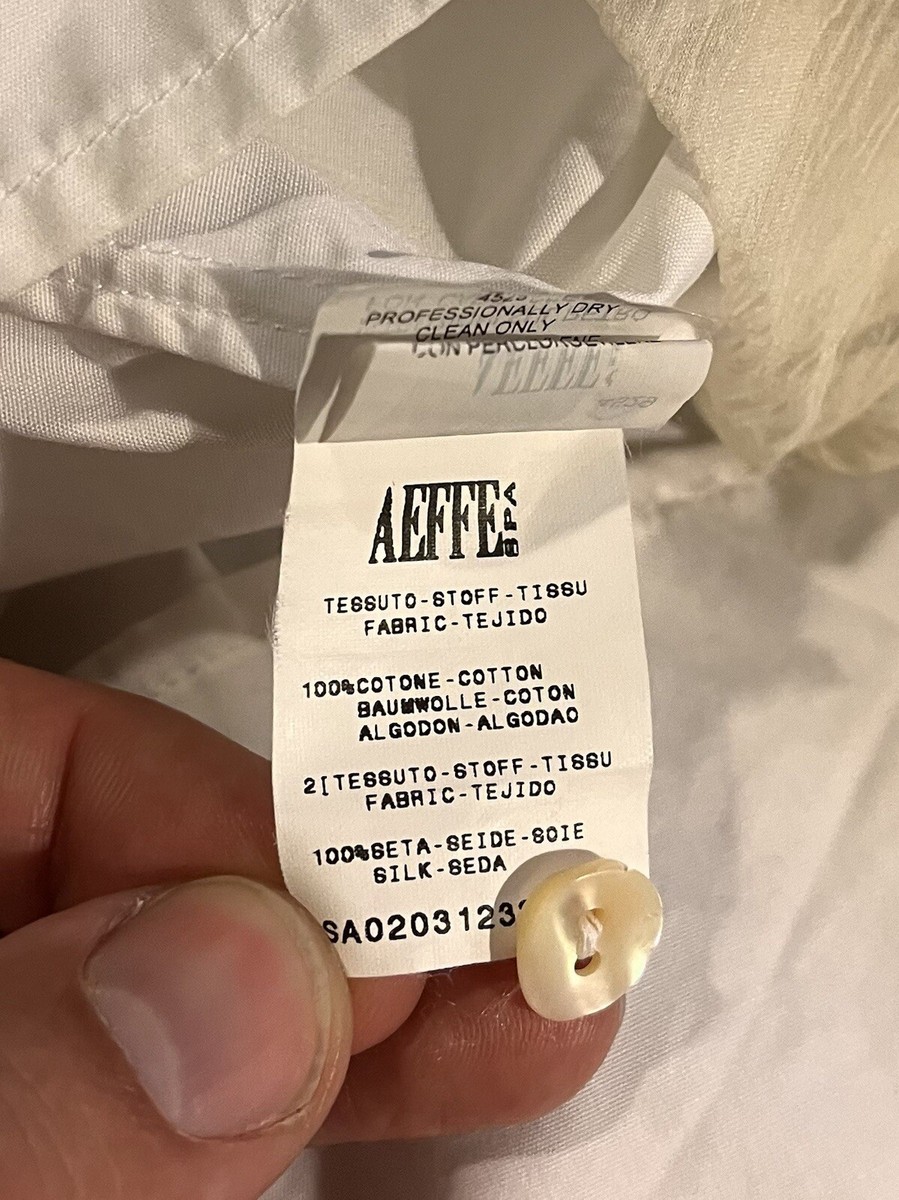 PROFESSIONALLY DRY
CLEAN ONLY
AEFFE SPA
TESSUTO-STOFF-TISSU
FABRIC-TEJIDO
100%COTONE-COTTON
BAUMWOLLE-COTON
ALGODON-ALGODAO
2[TESSUTO-STOFF-TISSU
FABRIC-TEJIDO
100%SETA-SEIDE-SOIE
SILK-SEDA